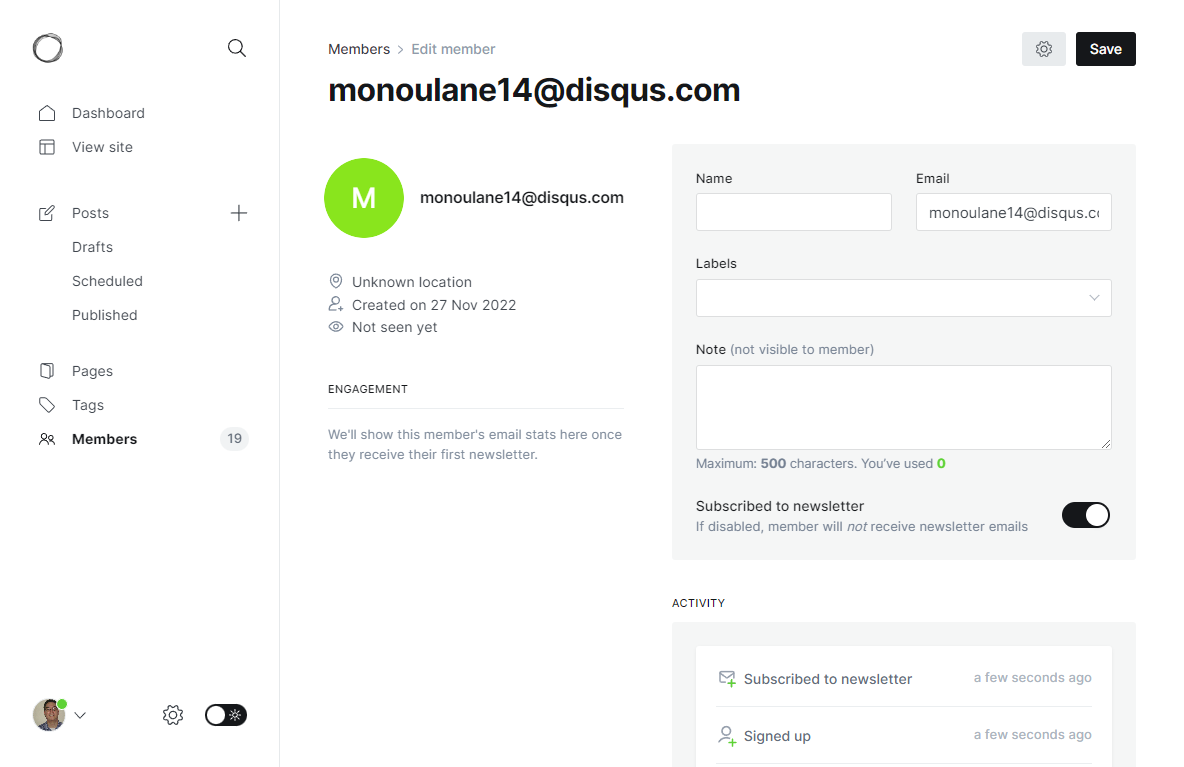 Dashboard
View site
Posts
Drafts
Scheduled
Published
Pages
Tags
Members 19
Members > Edit member
Save
monoulane14@disqus.com
M
monoulane14@disqus.com
Unknown location
Created on 27 Nov 2022
Not seen yet
ENGAGEMENT
We'll show this member's email stats here once
they receive their first newsletter.
Name
Email
monoulane14@disqus.co
Labels
Note (not visible to member)
Maximum: 500 characters. You've used 0
Subscribed to newsletter
If disabled, member will not receive newsletter emails
ACTIVITY
Subscribed to newsletter a few seconds ago
Signed up a few seconds ago